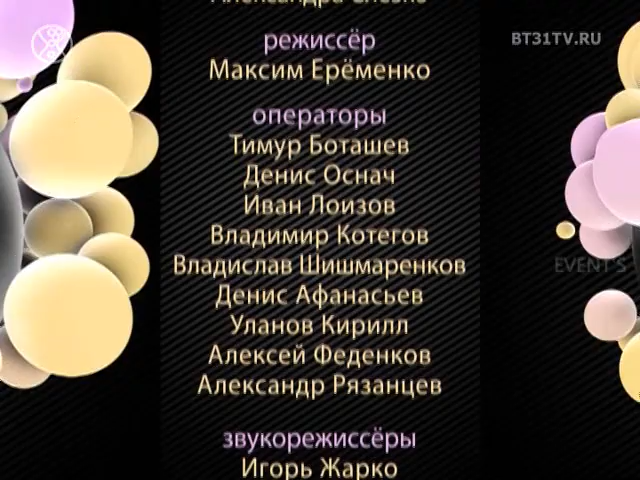 BT31TV.RU
режиссёр
Максим Ерёменко
операторы
Тимур Боташев
Денис Оснач
Иван Лоизов
Владимир Котегов
Владислав Шишмаренков
EVENTS
Денис Афанасьев
Уланов Кирилл
Алексей Феденков
Александр Рязанцев
звукорежиссёры
Игорь Жарко